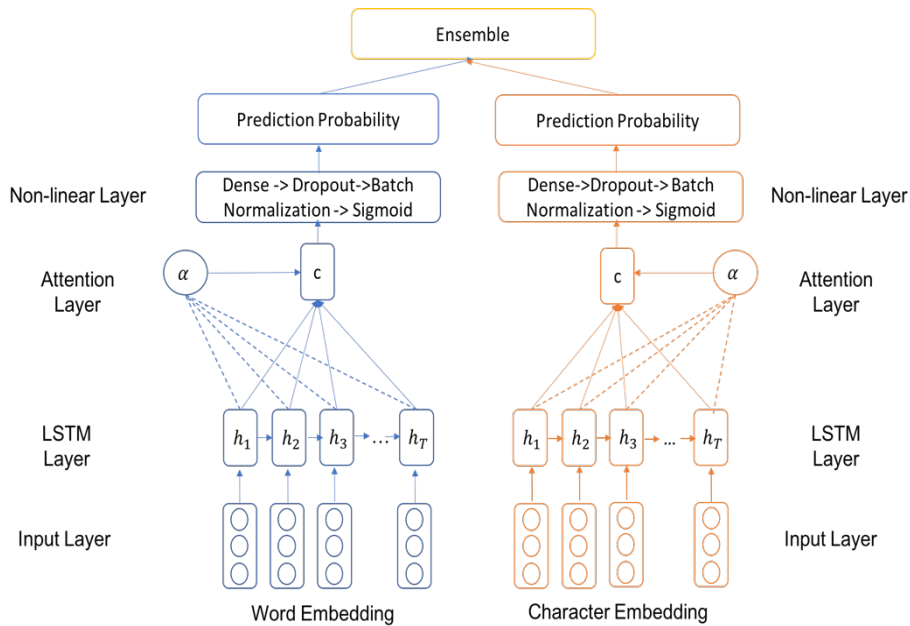 Ensemble
Prediction Probability
Prediction Probability
Non-linear Layer
Dense -> Dropout->Batch
Normalization -> Sigmoid
Dense->Dropout-> Batch
Normalization -> Sigmoid
Non-linear Layer
Attention
Layer
α
c
c
α
Attention
Layer
LSTM
Layer
h₁ h₂ h₃ ... h_T
h₁ h₂ h₃ ... h_T
LSTM
Layer
Input Layer
Input Layer
Word Embedding
Character Embedding